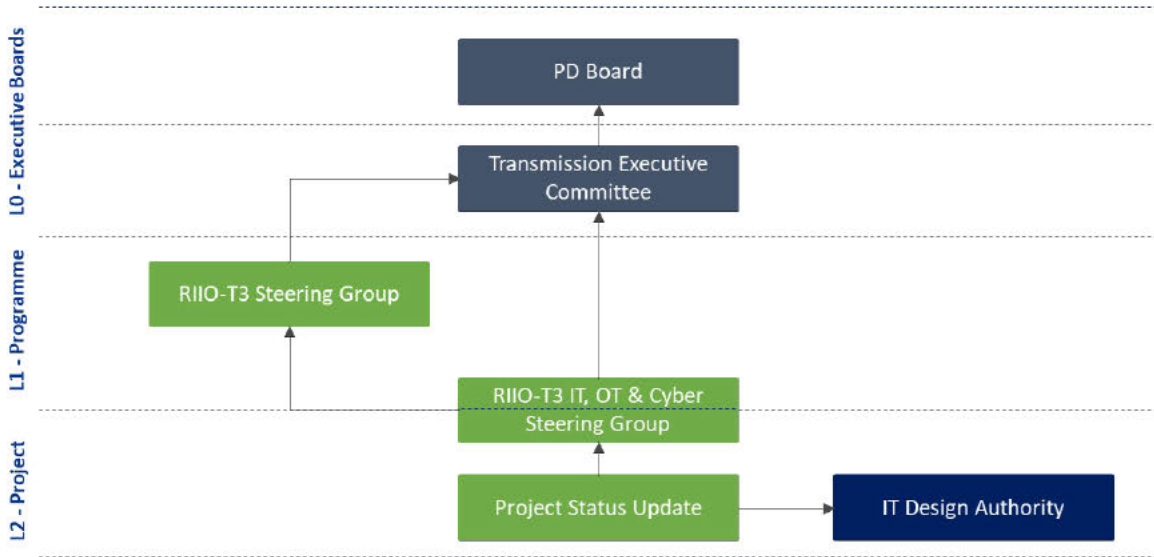 L0 - Executive Boards
PD Board
Transmission Executive
Committee
L1 - Programme
RIIO-T3 Steering Group
RIIO-T3 IT, OT & Cyber
Steering Group
L2 - Project
Project Status Update
IT Design Authority